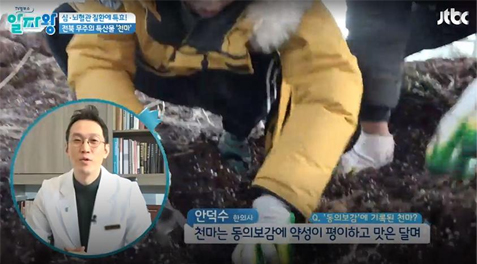 알짜왕
심·뇌혈관 질환에 특효!
전북 무주의 특산물 '천마'
jtbc
안덕수 한의사
Q. '동의보감'에 기록된 천마?
천마는 동의보감에 약성이 평이하고 맛은 달며